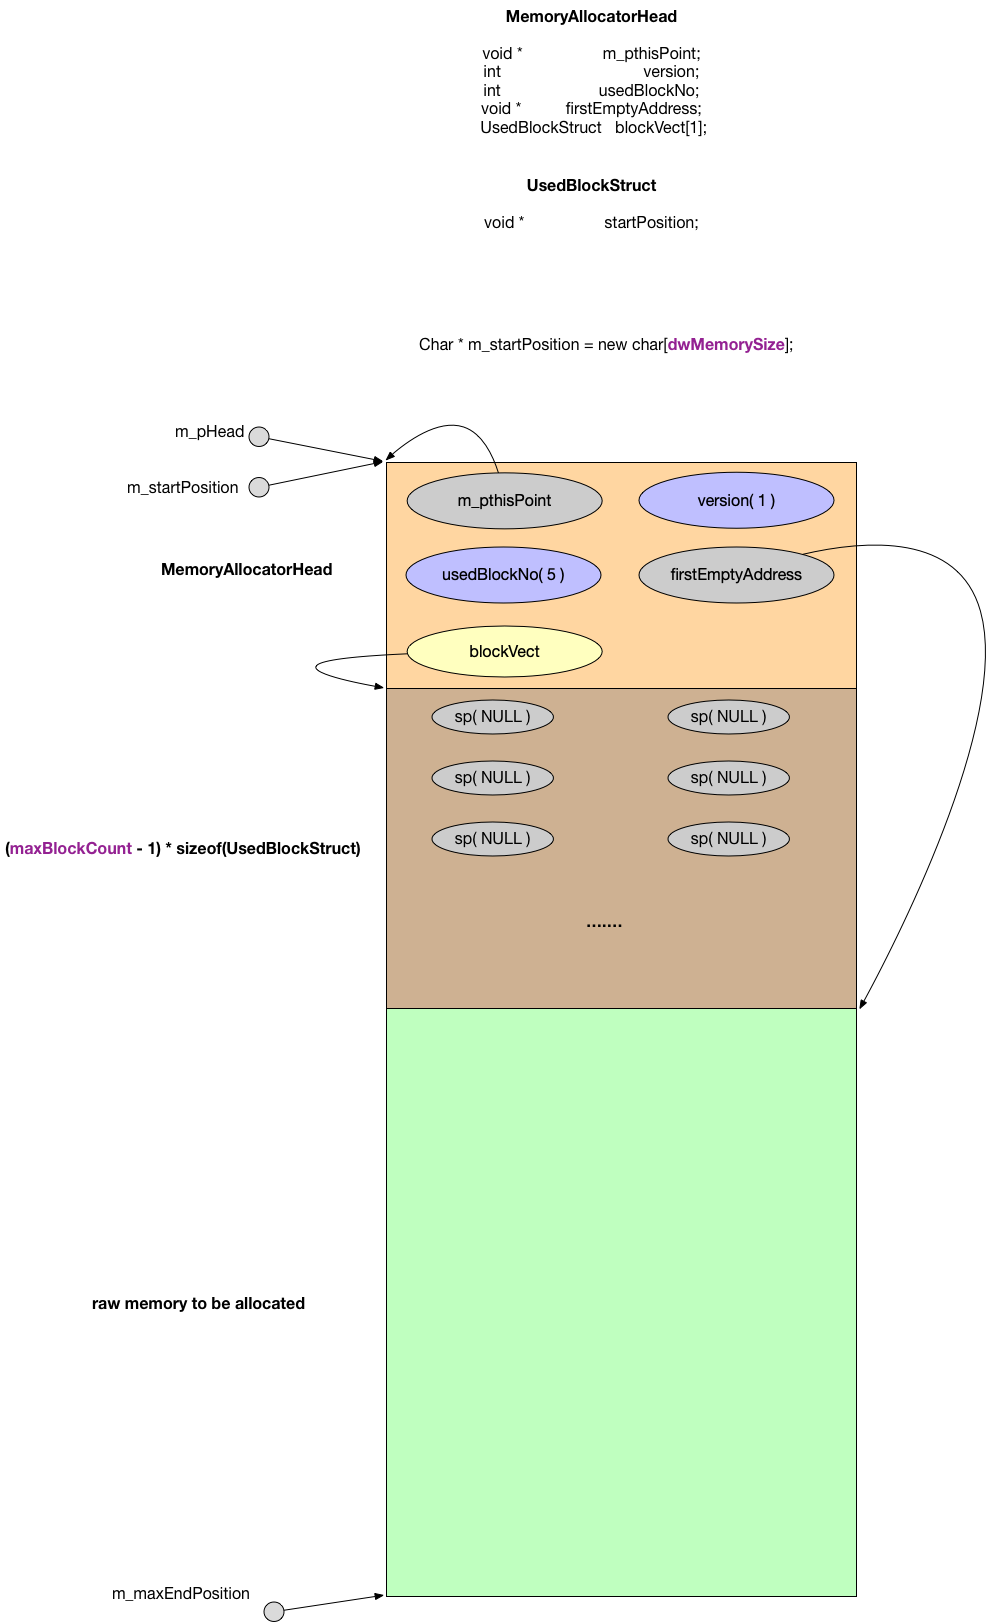 MemoryAllocatorHead
void * m_pthisPoint;
int version;
int usedBlockNo;
void * firstEmptyAddress;
UsedBlockStruct blockVect[1];
UsedBlockStruct
void * startPosition;
Char * m_startPosition = new char[dwMemorySize];
m_pHead
m_startPosition
m_pthisPoint
version( 1 )
MemoryAllocatorHead
usedBlockNo( 5 )
firstEmptyAddress
blockVect
sp( NULL )
sp( NULL )
sp( NULL )
sp( NULL )
sp( NULL )
sp( NULL )
(maxBlockCount - 1) * sizeof(UsedBlockStruct)
.......
raw memory to be allocated
m_maxEndPosition